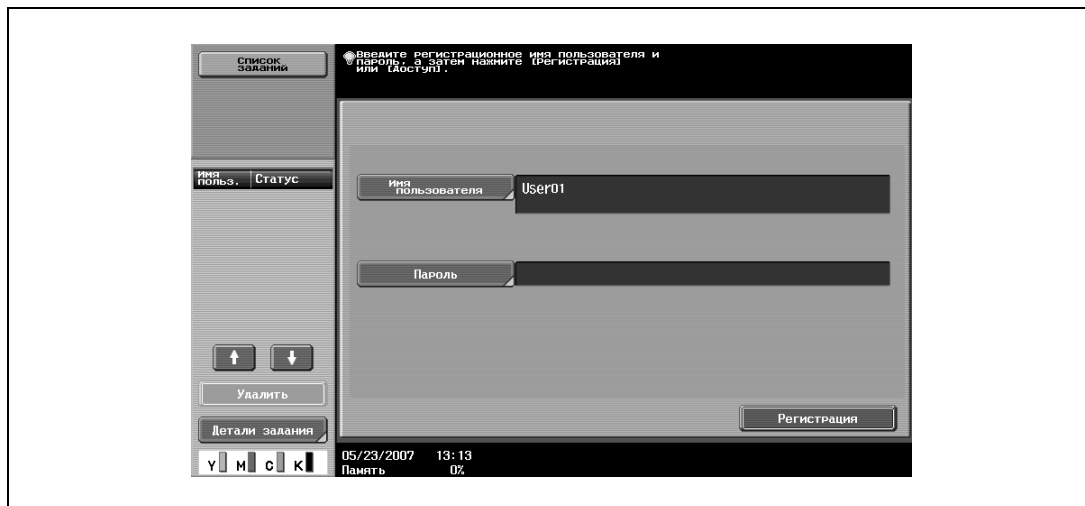 Список
заданий
Введите регистрационное имя пользователя и
пароль, а затем нажмите [Регистрация]
или [Доступ].
Имя
польз.
Статус
Имя
пользователя
User01
Пароль
Удалить
Детали задания
Регистрация
Y M C K
05/23/2007 13:13
Память 0%